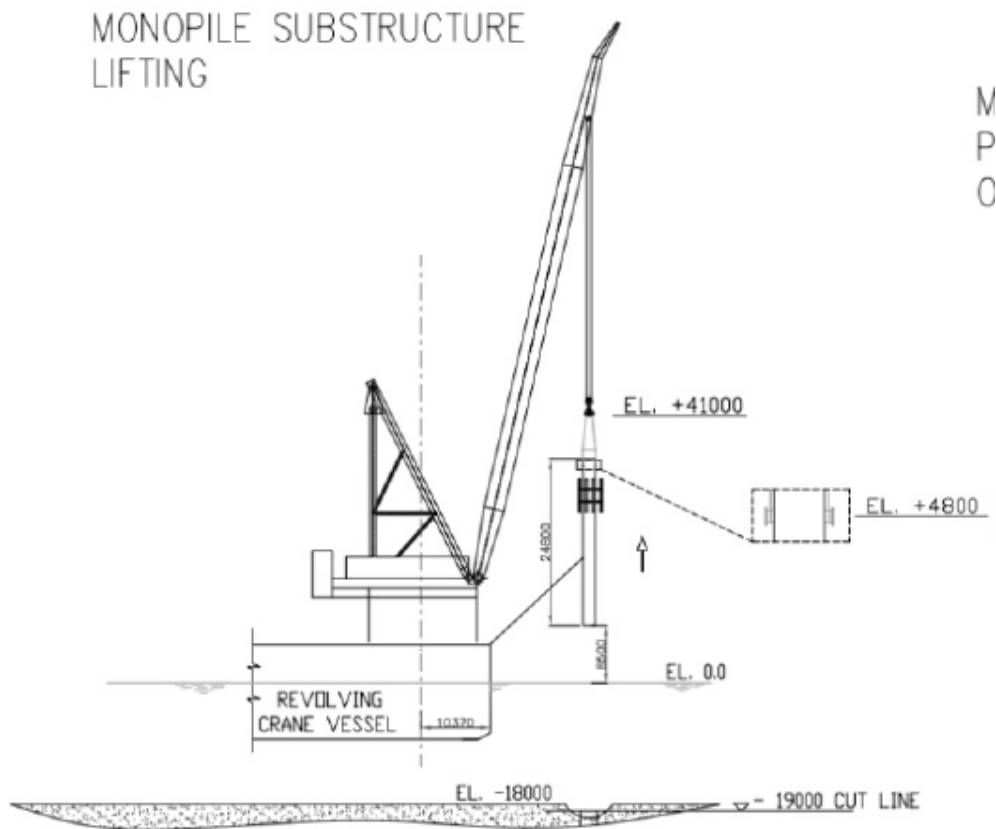 MONOPILE SUBSTRUCTURE
LIFTING
M
P
O
EL. +41000
24800
EL. +4800
8500
EL. 0.0
REVOLVING
CRANE VESSEL
10370
EL. -18000
- 19000 CUT LINE